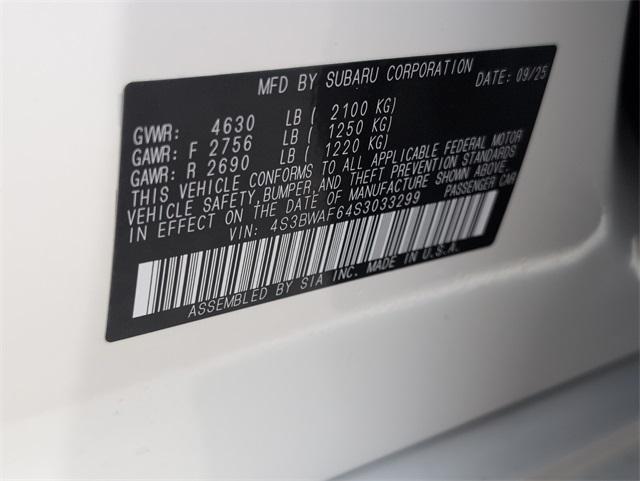 MFD BY SUBARU CORPORATION DATE: 09/25
GVWR: 4630 LB ( 2100 KG)
GAWR: F 2756 LB ( 1250 KG)
GAWR: R 2690 LB ( 1220 KG)
THIS VEHICLE CONFORMS TO ALL APPLICABLE FEDERAL MOTOR
VEHICLE SAFETY, BUMPER, AND THEFT PREVENTION STANDARDS
IN EFFECT ON THE DATE OF MANUFACTURE SHOWN ABOVE.
VIN: 4S3BWAF64S3033299 PASSENGER CAR
ASSEMBLED BY SIA INC. MADE IN U.S.A.